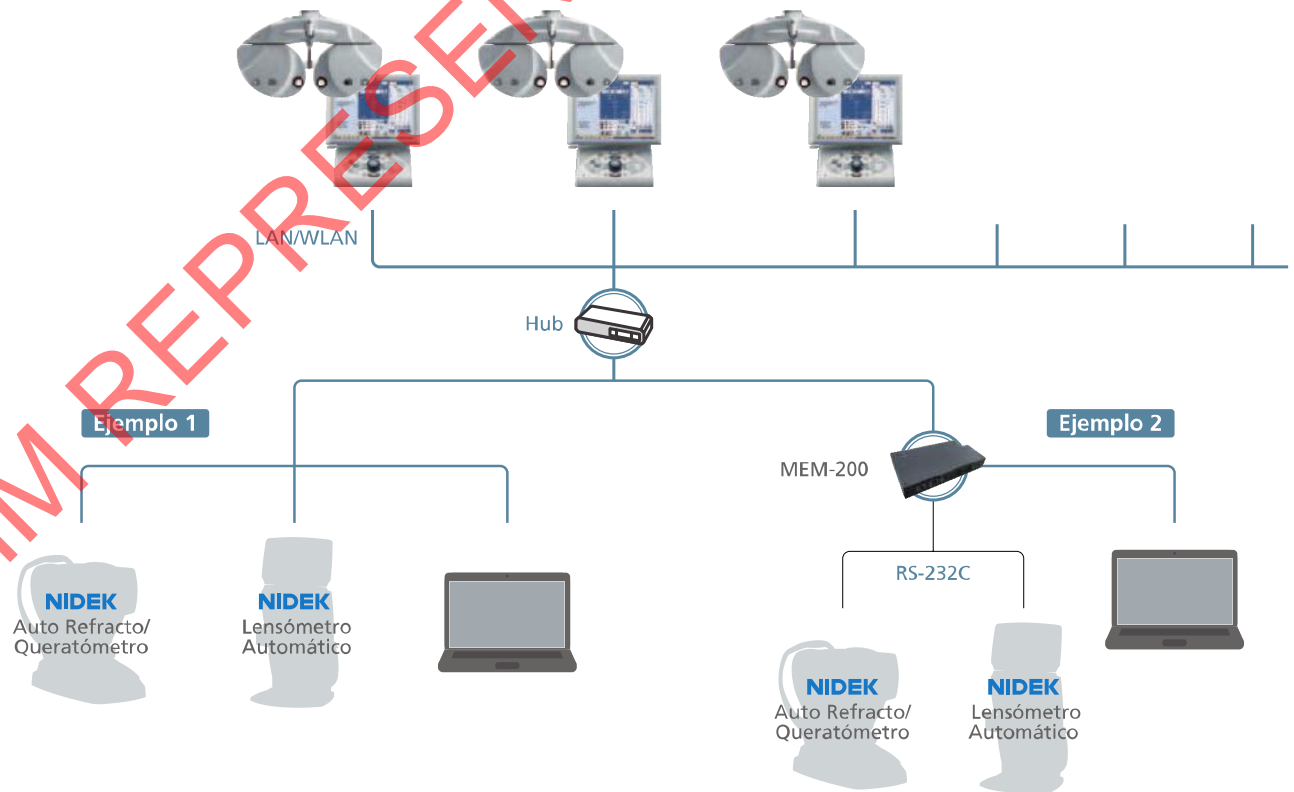 LAN/WLAN
Hub
Ejemplo 1
Ejemplo 2
MEM-200
RS-232C
NIDEK
Auto Refracto/
Queratómetro
NIDEK
Lensómetro
Automático
NIDEK
Auto Refracto/
Queratómetro
NIDEK
Lensómetro
Automático